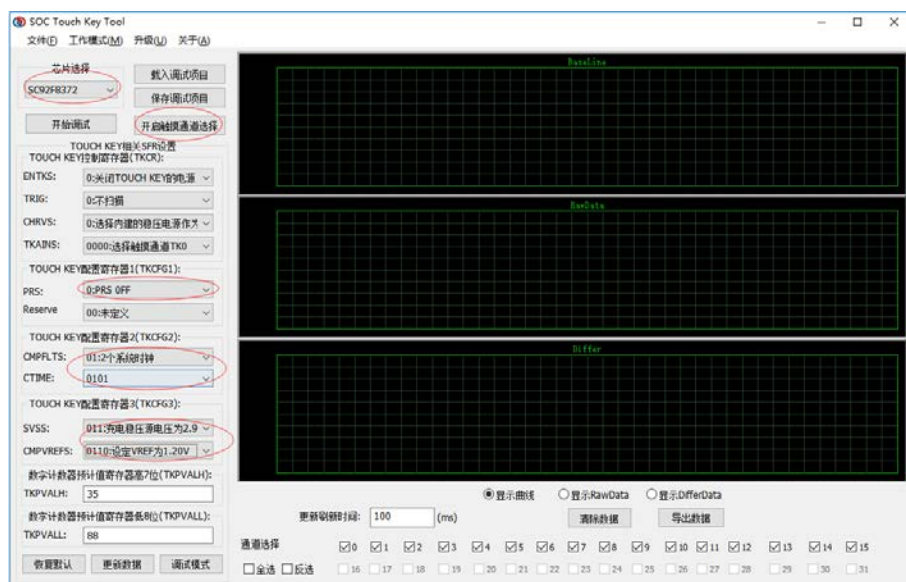 SOC Touch Key Tool
文件(F) 工作模式(M) 升级(U) 关于(A)
芯片选择
SC92F8372
载入调试项目
保存调试项目
开始调试
开启触摸通道选择
TOUCH KEY相关SFR设置
TOUCH KEY控制寄存器(TKCR):
ENTKS: 0:关闭TOUCH KEY的电源
TRIG: 0:不扫描
CHRVS: 0:选择内建的稳压电源作为
TKAINS: 0000:选择触摸通道TK0
TOUCH KEY配置寄存器1(TKCFG1):
PRS: 0:PRS OFF
Reserve 00:未定义
TOUCH KEY配置寄存器2(TKCFG2):
CMPFLTS: 01:2个系统时钟
CTIME: 0101
TOUCH KEY配置寄存器3(TKCFG3):
SVSS: 011:充电稳压源电压为2.9
CMPVREFS: 0110:设定VREF为1.20V
数字计数器预计值寄存器高7位(TKPVALH):
TKPVALH: 35
数字计数器预计值寄存器低8位(TKPVALL):
TKPVALL: 88
恢复默认 更新数据 调试模式
BaseLine
RawData
Differ
显示曲线 显示RawData 显示DifferData
更新刷新时间: 100 (ms) 清除数据 导出数据
通道选择 0 1 2 3 4 5 6 7 8 9 10 11 12 13 14 15
全选 反选 16 17 18 19 20 21 22 23 24 25 26 27 28 29 30 31